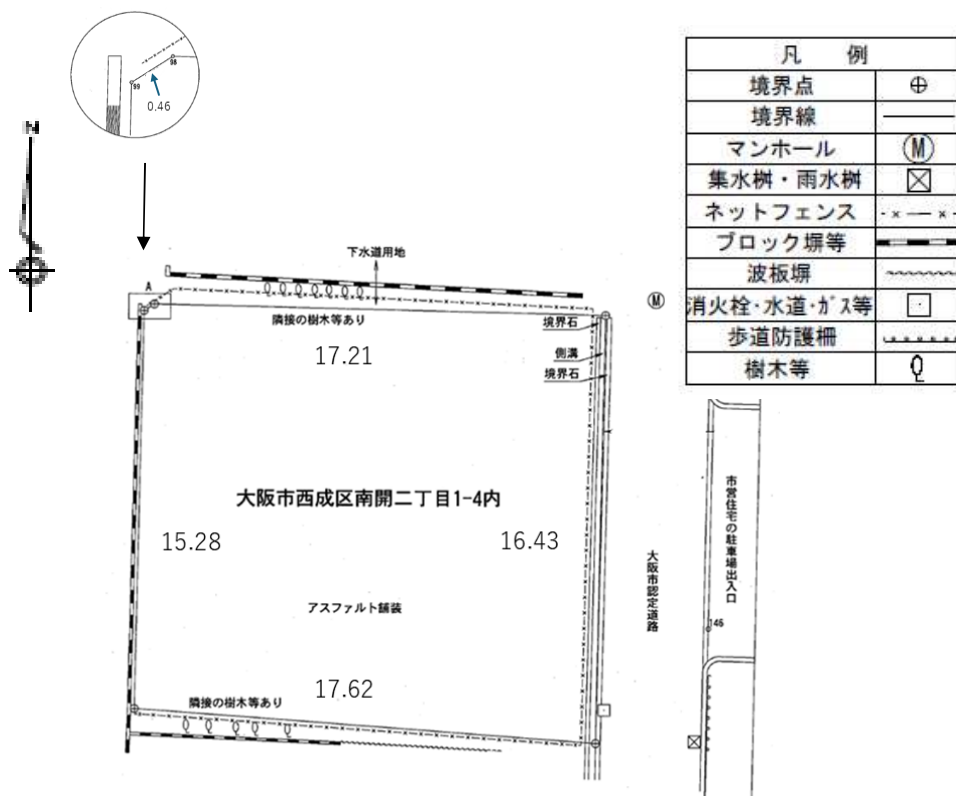 98
99
0.46
N
A
下水道用地
隣接の樹木等あり
17.21
境界石
側溝
境界石
大阪市西成区南開二丁目1-4内
15.28
16.43
アスファルト舗装
17.62
隣接の樹木等あり
M
大阪市認定道路
市営住宅の駐車場出入口
146
凡 例
境界点
境界線
マンホール M
集水桝・雨水桝
ネットフェンス
ブロック塀等
波板塀
消火栓・水道・ガス等
歩道防護柵
樹木等